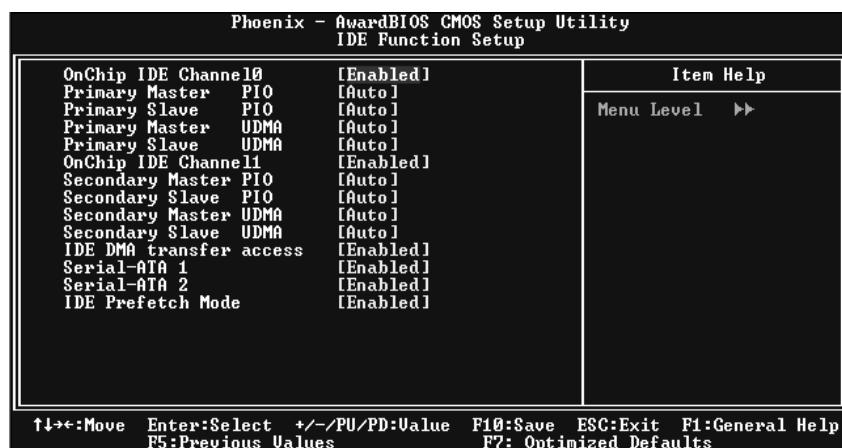 Phoenix - AwardBIOS CMOS Setup Utility
IDE Function Setup
OnChip IDE Channel0 [Enabled]
Primary Master PIO [Auto]
Primary Slave PIO [Auto]
Primary Master UDMA [Auto]
Primary Slave UDMA [Auto]
OnChip IDE Channel1 [Enabled]
Secondary Master PIO [Auto]
Secondary Slave PIO [Auto]
Secondary Master UDMA [Auto]
Secondary Slave UDMA [Auto]
IDE DMA transfer access [Enabled]
Serial-ATA 1 [Enabled]
Serial-ATA 2 [Enabled]
IDE Prefetch Mode [Enabled]
Item Help
Menu Level ▸▸
↑↓→←:Move Enter:Select +/-/PU/PD:Value F10:Save ESC:Exit F1:General Help
F5:Previous Values F7: Optimized Defaults